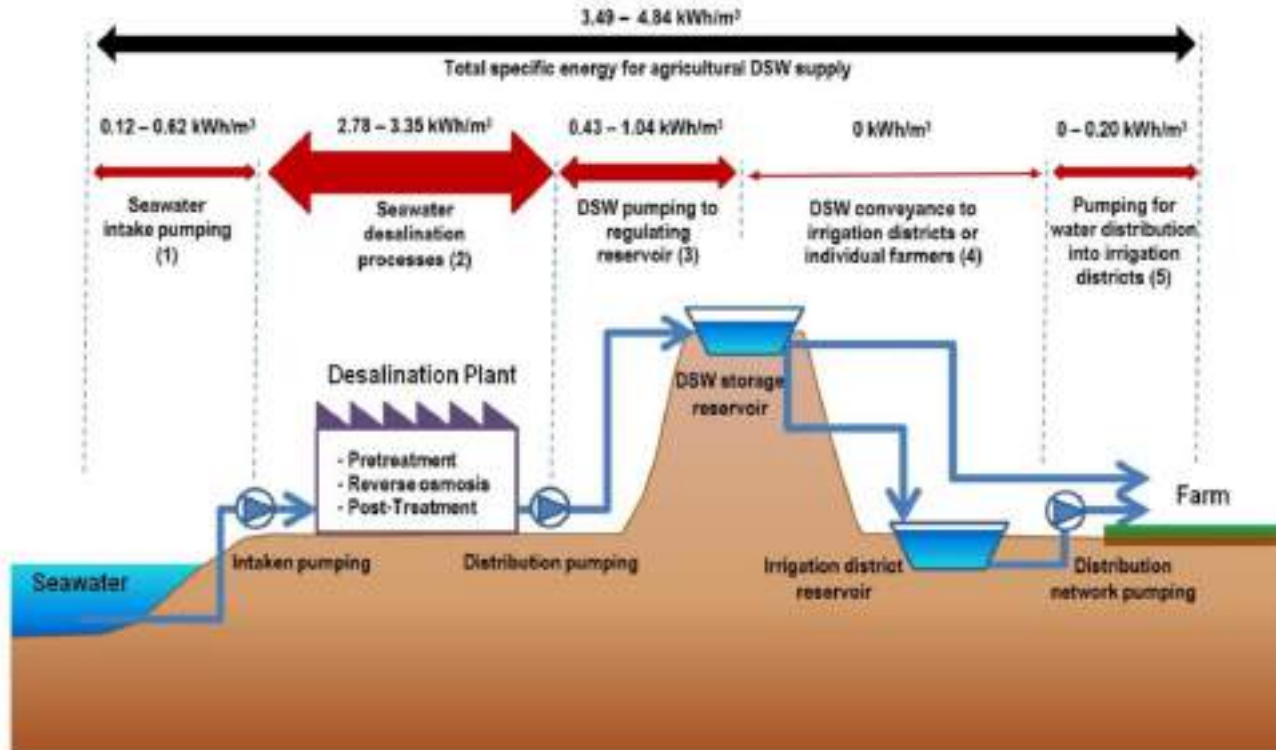 3.49 – 4.84 kWh/m³
Total specific energy for agricultural DSW supply
0.12 – 0.62 kWh/m³
2.78 – 3.35 kWh/m³
0.43 – 1.04 kWh/m³
0 kWh/m³
0 – 0.20 kWh/m³
Seawater
intake pumping
(1)
Seawater
desalination
processes (2)
DSW pumping to
regulating
reservoir (3)
DSW conveyance to
irrigation districts or
individual farmers (4)
Pumping for
water distribution
into irrigation
districts (5)
Desalination Plant
- Pretreatment
- Reverse osmosis
- Post-Treatment
DSW storage
reservoir
Farm
Seawater
Intaken pumping
Distribution pumping
Irrigation district
reservoir
Distribution
network pumping